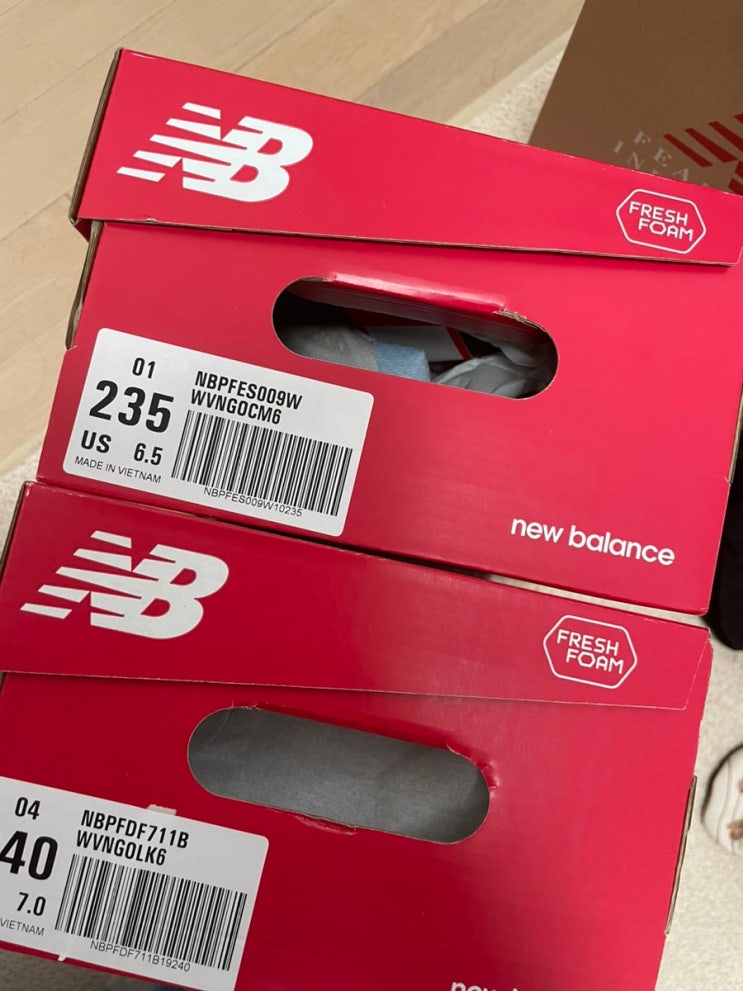 NB
FRESH
FOAM
01
235
US 6.5
MADE IN VIETNAM
NBPFES009W
WVNGOCM6
NBPFES009W10235
new balance
NB
FRESH
FOAM
04
40
7.0
VIETNAM
NBPFDF711B
WVNGOLK6
NBPFDF711B19240